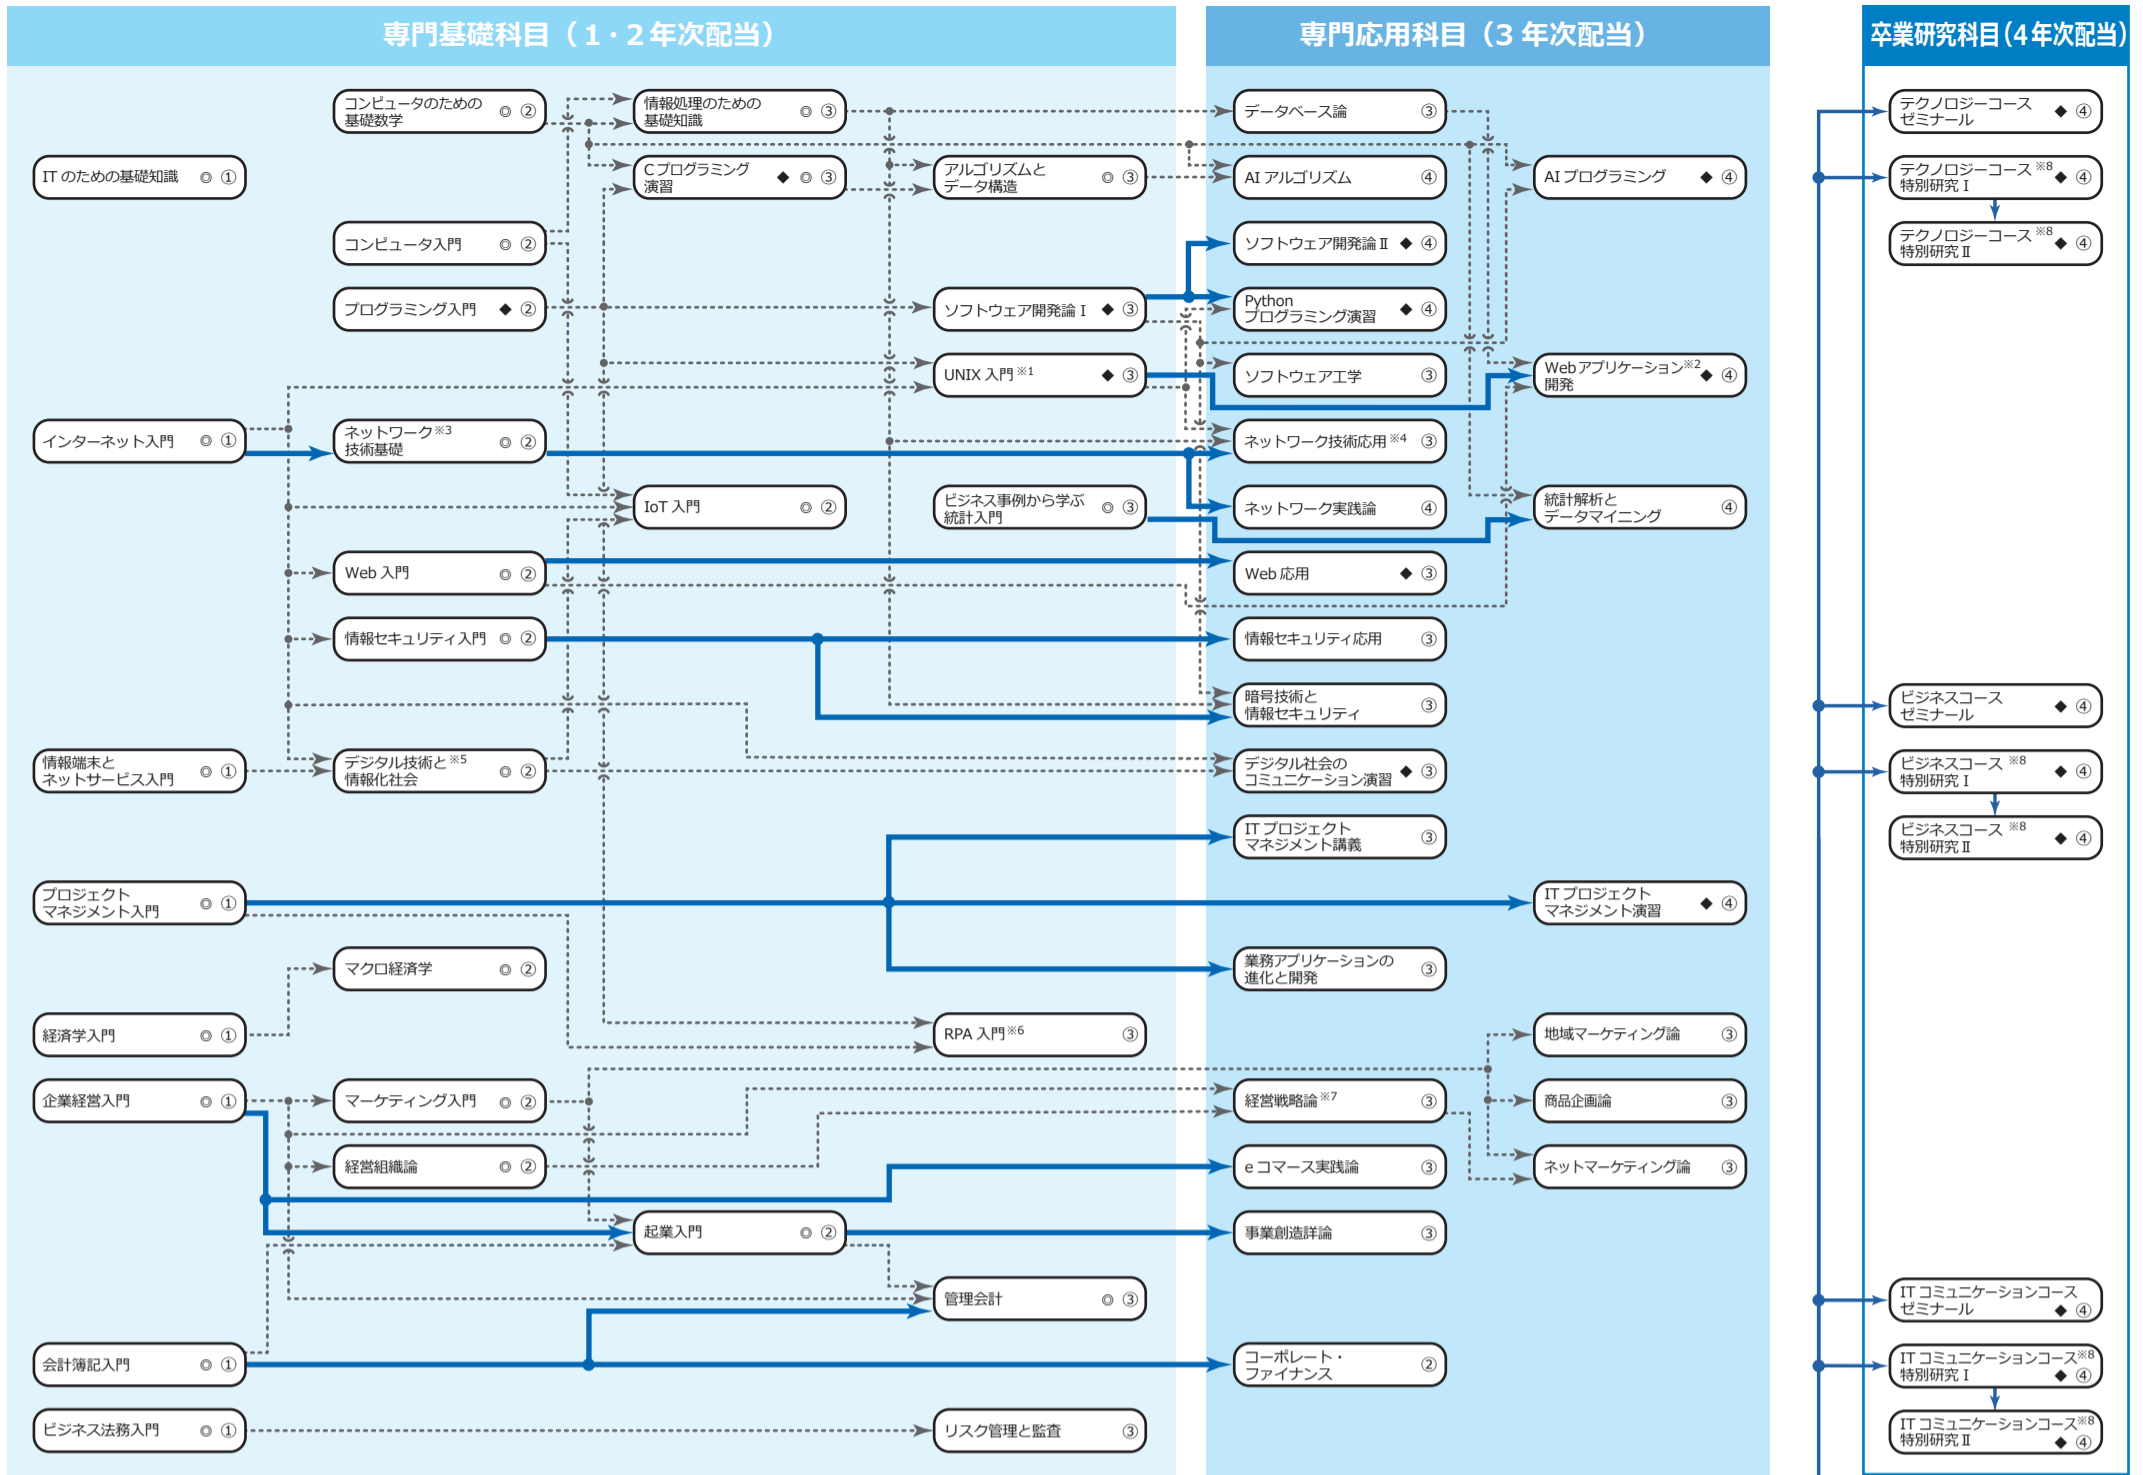 専門基礎科目（1・2年次配当）
専門応用科目（3年次配当）
卒業研究科目（4年次配当）
コンピュータのための
基礎数学 ◎ ②
情報処理のための
基礎知識 ◎ ③
データベース論 ③
テクノロジーコース
ゼミナール ◆ ④
ITのための基礎知識 ◎ ①
Cプログラミング
演習 ◆ ◎ ③
アルゴリズムと
データ構造 ◎ ③
AIアルゴリズム ④
AIプログラミング ◆ ④
テクノロジーコース※8
特別研究Ⅰ ◆ ④
コンピュータ入門 ◎ ②
ソフトウェア開発論Ⅱ ◆ ④
テクノロジーコース※8
特別研究Ⅱ ◆ ④
プログラミング入門 ◆ ②
ソフトウェア開発論Ⅰ ◆ ③
Python
プログラミング演習 ◆ ④
UNIX入門※1 ◆ ③
ソフトウェア工学 ③
Webアプリケーション※2
開発 ◆ ④
インターネット入門 ◎ ①
ネットワーク※3
技術基礎 ◎ ②
ネットワーク技術応用※4 ③
IoT入門 ◎ ②
ビジネス事例から学ぶ
統計入門 ◎ ③
ネットワーク実践論 ④
統計解析と
データマイニング ④
Web入門 ◎ ②
Web応用 ◆ ③
情報セキュリティ入門 ◎ ②
情報セキュリティ応用 ③
暗号技術と
情報セキュリティ ③
ビジネスコース
ゼミナール ◆ ④
情報端末と
ネットサービス入門 ◎ ①
デジタル技術と※5
情報化社会 ◎ ②
デジタル社会の
コミュニケーション演習 ◆ ③
ビジネスコース※8
特別研究Ⅰ ◆ ④
ITプロジェクト
マネジメント講義 ③
ビジネスコース※8
特別研究Ⅱ ◆ ④
プロジェクト
マネジメント入門 ◎ ①
ITプロジェクト
マネジメント演習 ◆ ④
マクロ経済学 ◎ ②
業務アプリケーションの
進化と開発 ③
経済学入門 ◎ ①
RPA入門※6 ③
地域マーケティング論 ③
企業経営入門 ◎ ①
マーケティング入門 ◎ ②
経営戦略論※7 ③
商品企画論 ③
経営組織論 ◎ ②
eコマース実践論 ③
ネットマーケティング論 ③
起業入門 ◎ ②
事業創造詳論 ③
管理会計 ◎ ③
ITコミュニケーションコース
ゼミナール ◆ ④
会計簿記入門 ◎ ①
コーポレート・
ファイナンス ②
ITコミュニケーションコース※8
特別研究Ⅰ ◆ ④
ビジネス法務入門 ◎ ①
リスク管理と監査 ③
ITコミュニケーションコース※8
特別研究Ⅱ ◆ ④